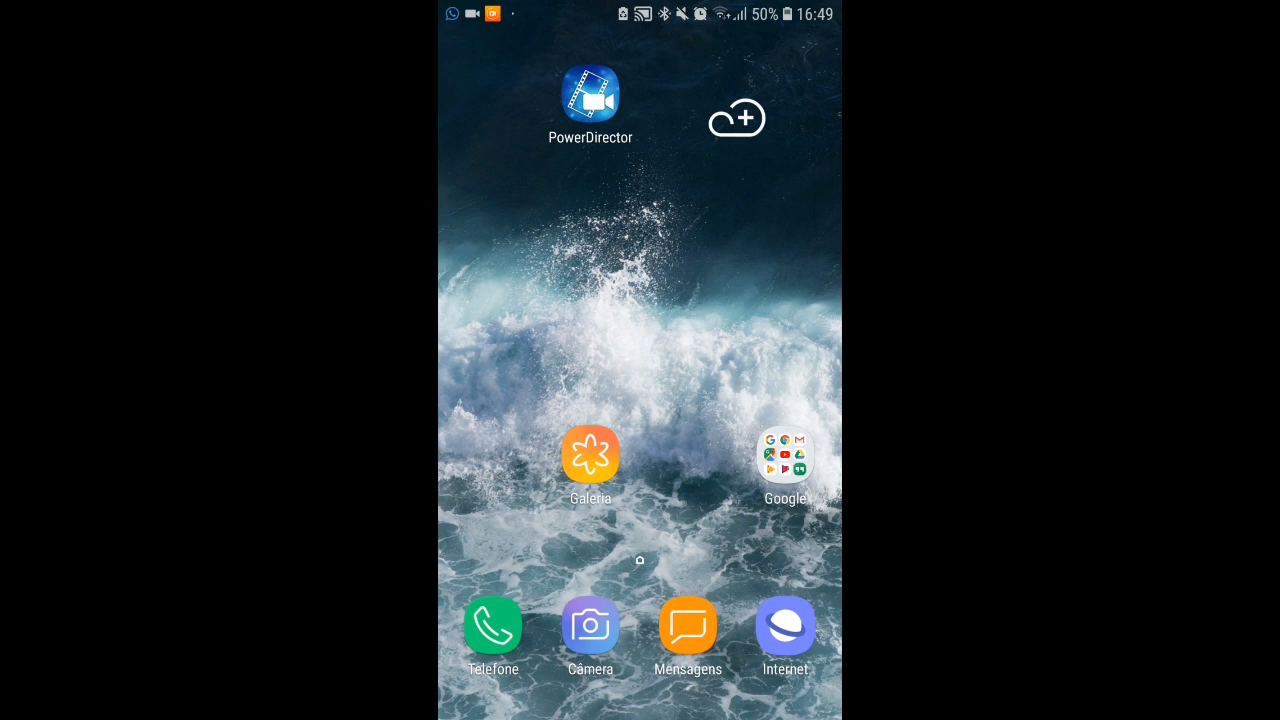 50% 16:49
PowerDirector
Galeria
Google
Telefone
Câmera
Mensagens
Internet